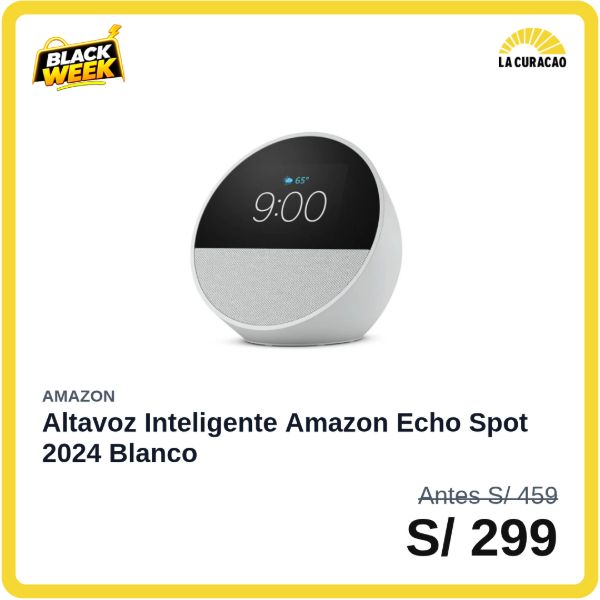 BLACK
WEEK
LA CURACAO
65°
9:00
AMAZON
Altavoz Inteligente Amazon Echo Spot
2024 Blanco
Antes S/ 459
S/ 299